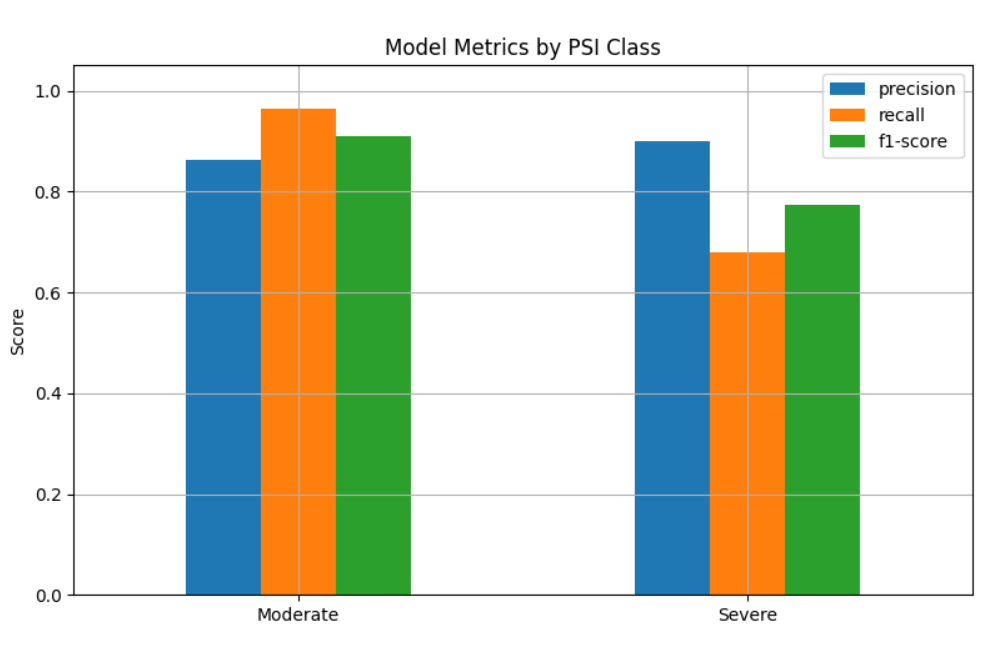 Model Metrics by PSI Class
precision
recall
f1-score
1.0
0.8
0.6
0.4
0.2
0.0
Score
Moderate
Severe